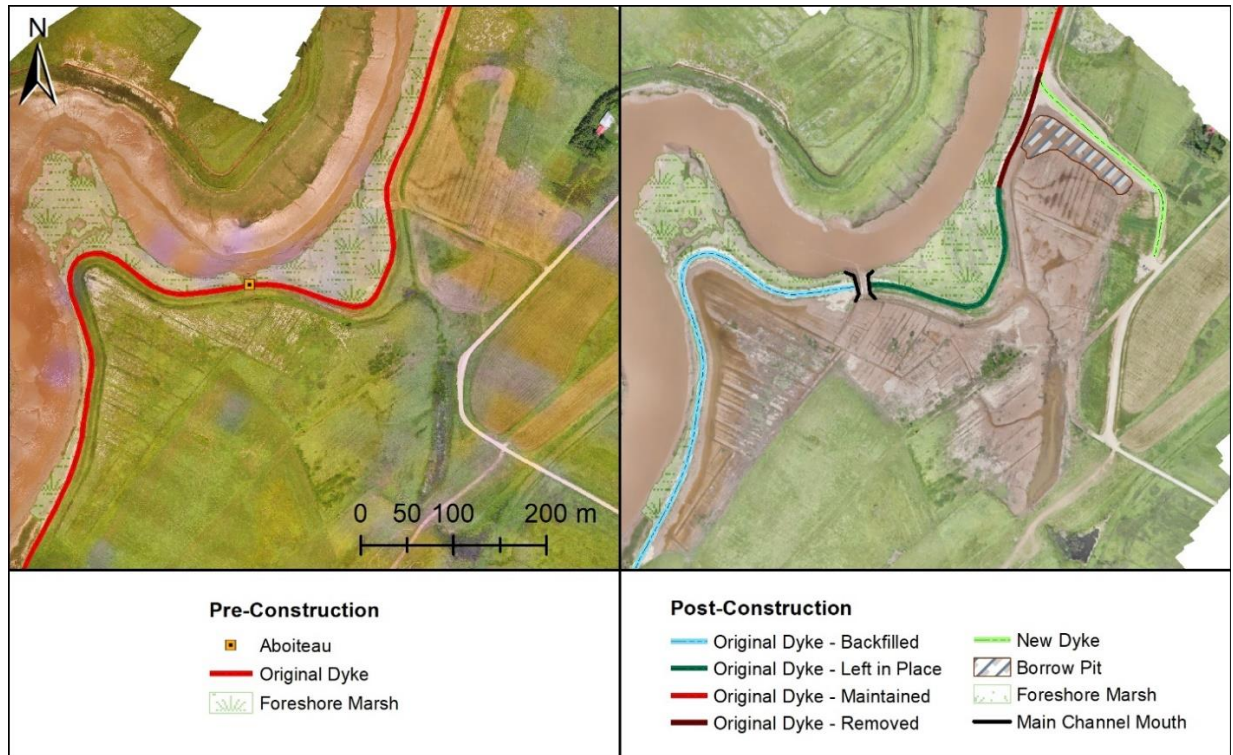 N
0 50 100 200 m
Pre-Construction
Aboiteau
Original Dyke
Foreshore Marsh
Post-Construction
Original Dyke - Backfilled
Original Dyke - Left in Place
Original Dyke - Maintained
Original Dyke - Removed
New Dyke
Borrow Pit
Foreshore Marsh
Main Channel Mouth